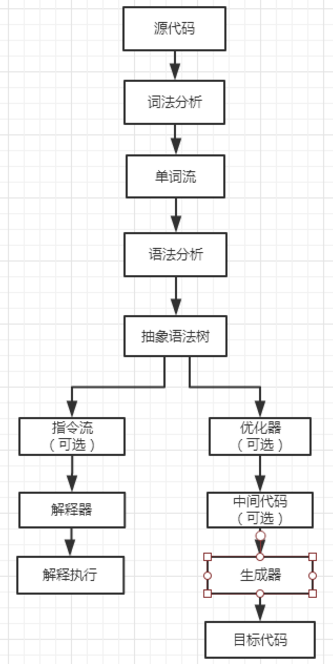 源代码
词法分析
单词流
语法分析
抽象语法树
指令流
（可选）
优化器
（可选）
解释器
中间代码
（可选）
解释执行
生成器
目标代码